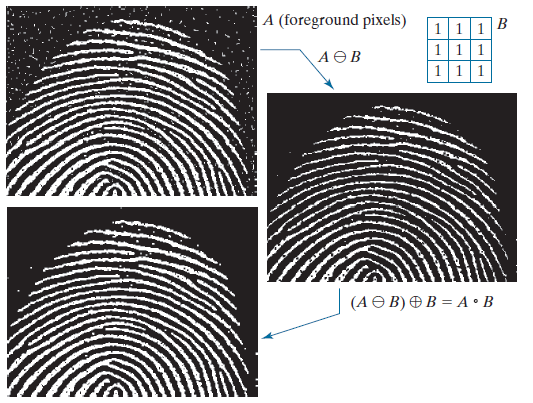 A (foreground pixels)
B
1 1 1
1 1 1
1 1 1
A ⊖ B
(A ⊖ B) ⊕ B = A ∘ B